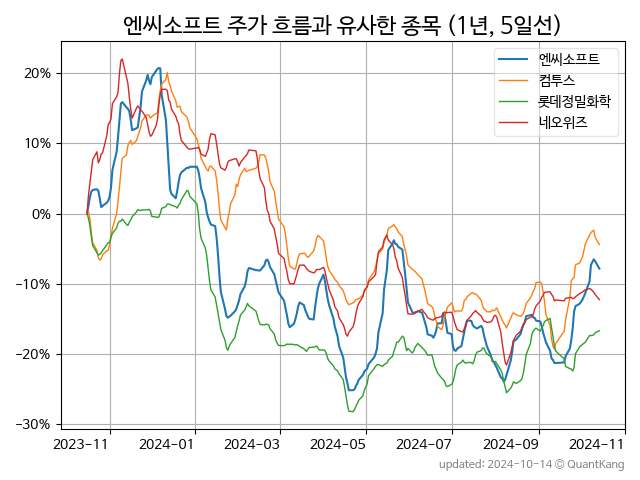 엔씨소프트 주가 흐름과 유사한 종목 (1년, 5일선)
엔씨소프트
컴투스
롯데정밀화학
네오위즈
20%
10%
0%
−10%
−20%
−30%
2023-11 2024-01 2024-03 2024-05 2024-07 2024-09 2024-11
updated: 2024-10-14 © QuantKang